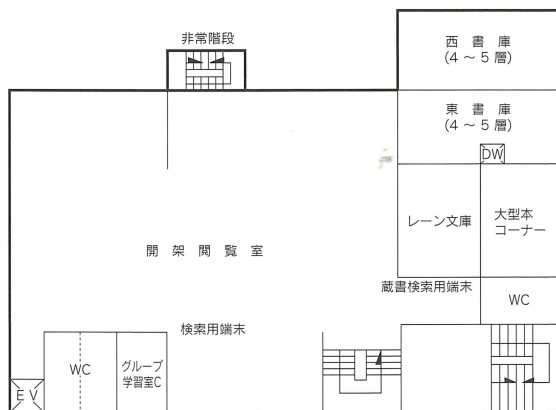 非常階段
西書庫
(4～5層)
東書庫
(4～5層)
DW
レーン文庫
大型本
コーナー
開架閲覧室
蔵書検索用端末
WC
検索用端末
WC
グループ
学習室C
EV